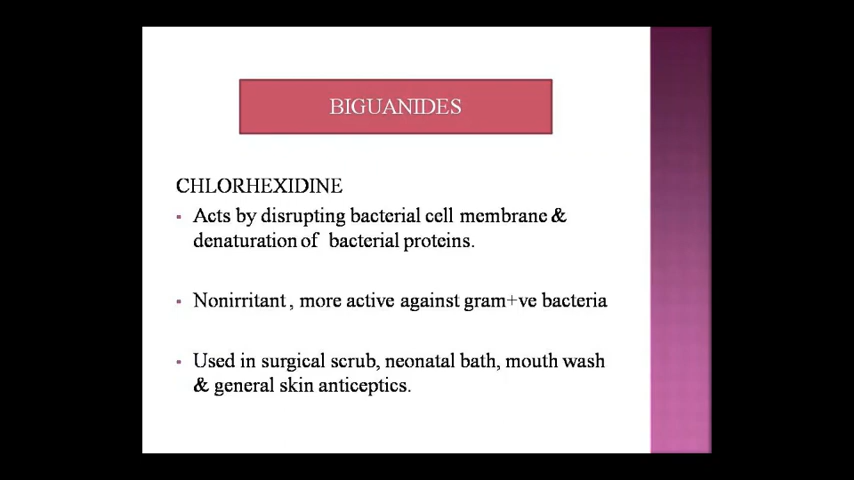 BIGUANIDES
CHLORHEXIDINE
▪ Acts by disrupting bacterial cell membrane &
denaturation of bacterial proteins.
▪ Nonirritant , more active against gram+ve bacteria
▪ Used in surgical scrub, neonatal bath, mouth wash
& general skin anticeptics.